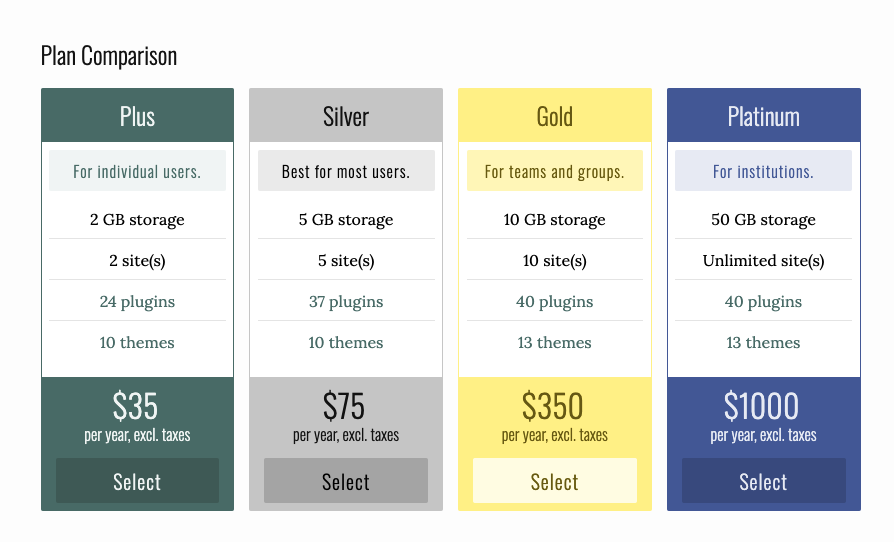 Plan Comparison
Plus
For individual users.
2 GB storage
2 site(s)
24 plugins
10 themes
$35
per year, excl. taxes
Select
Silver
Best for most users.
5 GB storage
5 site(s)
37 plugins
10 themes
$75
per year, excl. taxes
Select
Gold
For teams and groups.
10 GB storage
10 site(s)
40 plugins
13 themes
$350
per year, excl. taxes
Select
Platinum
For institutions.
50 GB storage
Unlimited site(s)
40 plugins
13 themes
$1000
per year, excl. taxes
Select